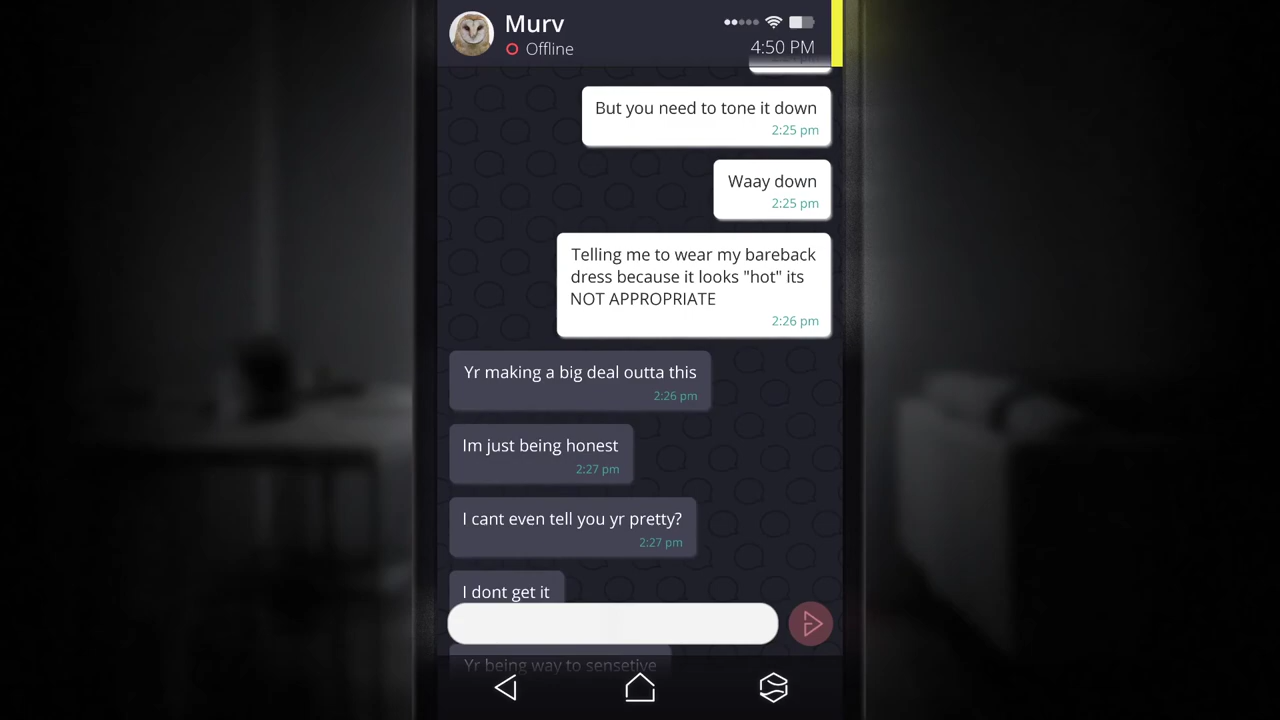 Murv
Offline
4:50 PM
But you need to tone it down
2:25 pm
Waay down
2:25 pm
Telling me to wear my bareback
dress because it looks "hot" its
NOT APPROPRIATE
2:26 pm
Yr making a big deal outta this
2:26 pm
Im just being honest
2:27 pm
I cant even tell you yr pretty?
2:27 pm
I dont get it
Yr being way to sensetive